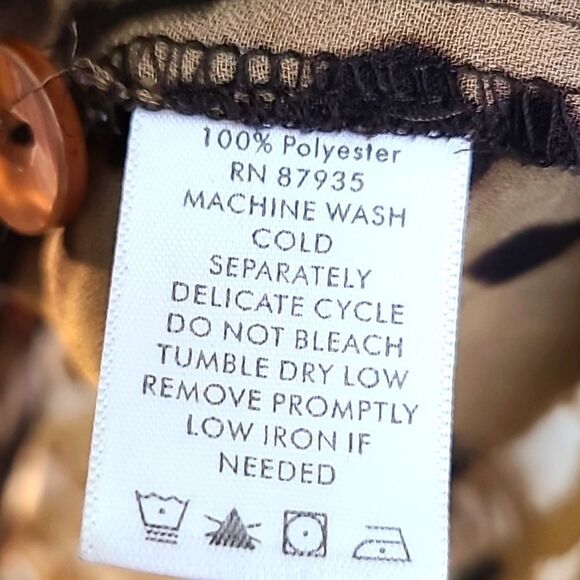 100% Polyester
RN 87935
MACHINE WASH
COLD
SEPARATELY
DELICATE CYCLE
DO NOT BLEACH
TUMBLE DRY LOW
REMOVE PROMPTLY
LOW IRON IF
NEEDED